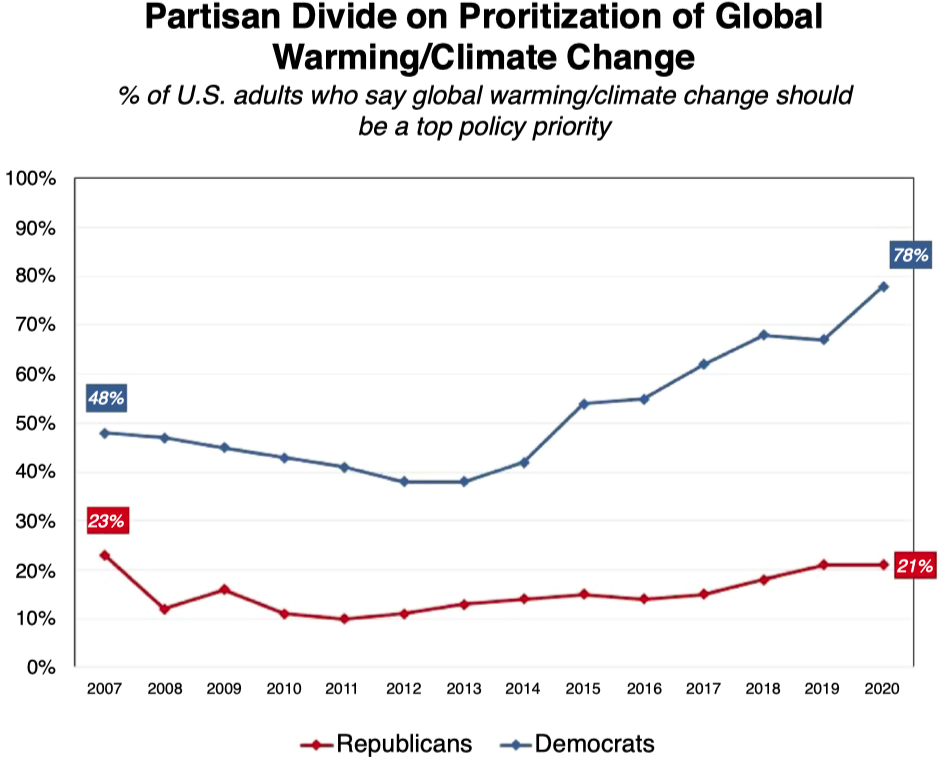 Partisan Divide on Proritization of Global
Warming/Climate Change
% of U.S. adults who say global warming/climate change should
be a top policy priority
100%
90%
80%
78%
70%
60%
50%
48%
40%
30%
23%
20%
21%
10%
0%
2007 2008 2009 2010 2011 2012 2013 2014 2015 2016 2017 2018 2019 2020
Republicans Democrats